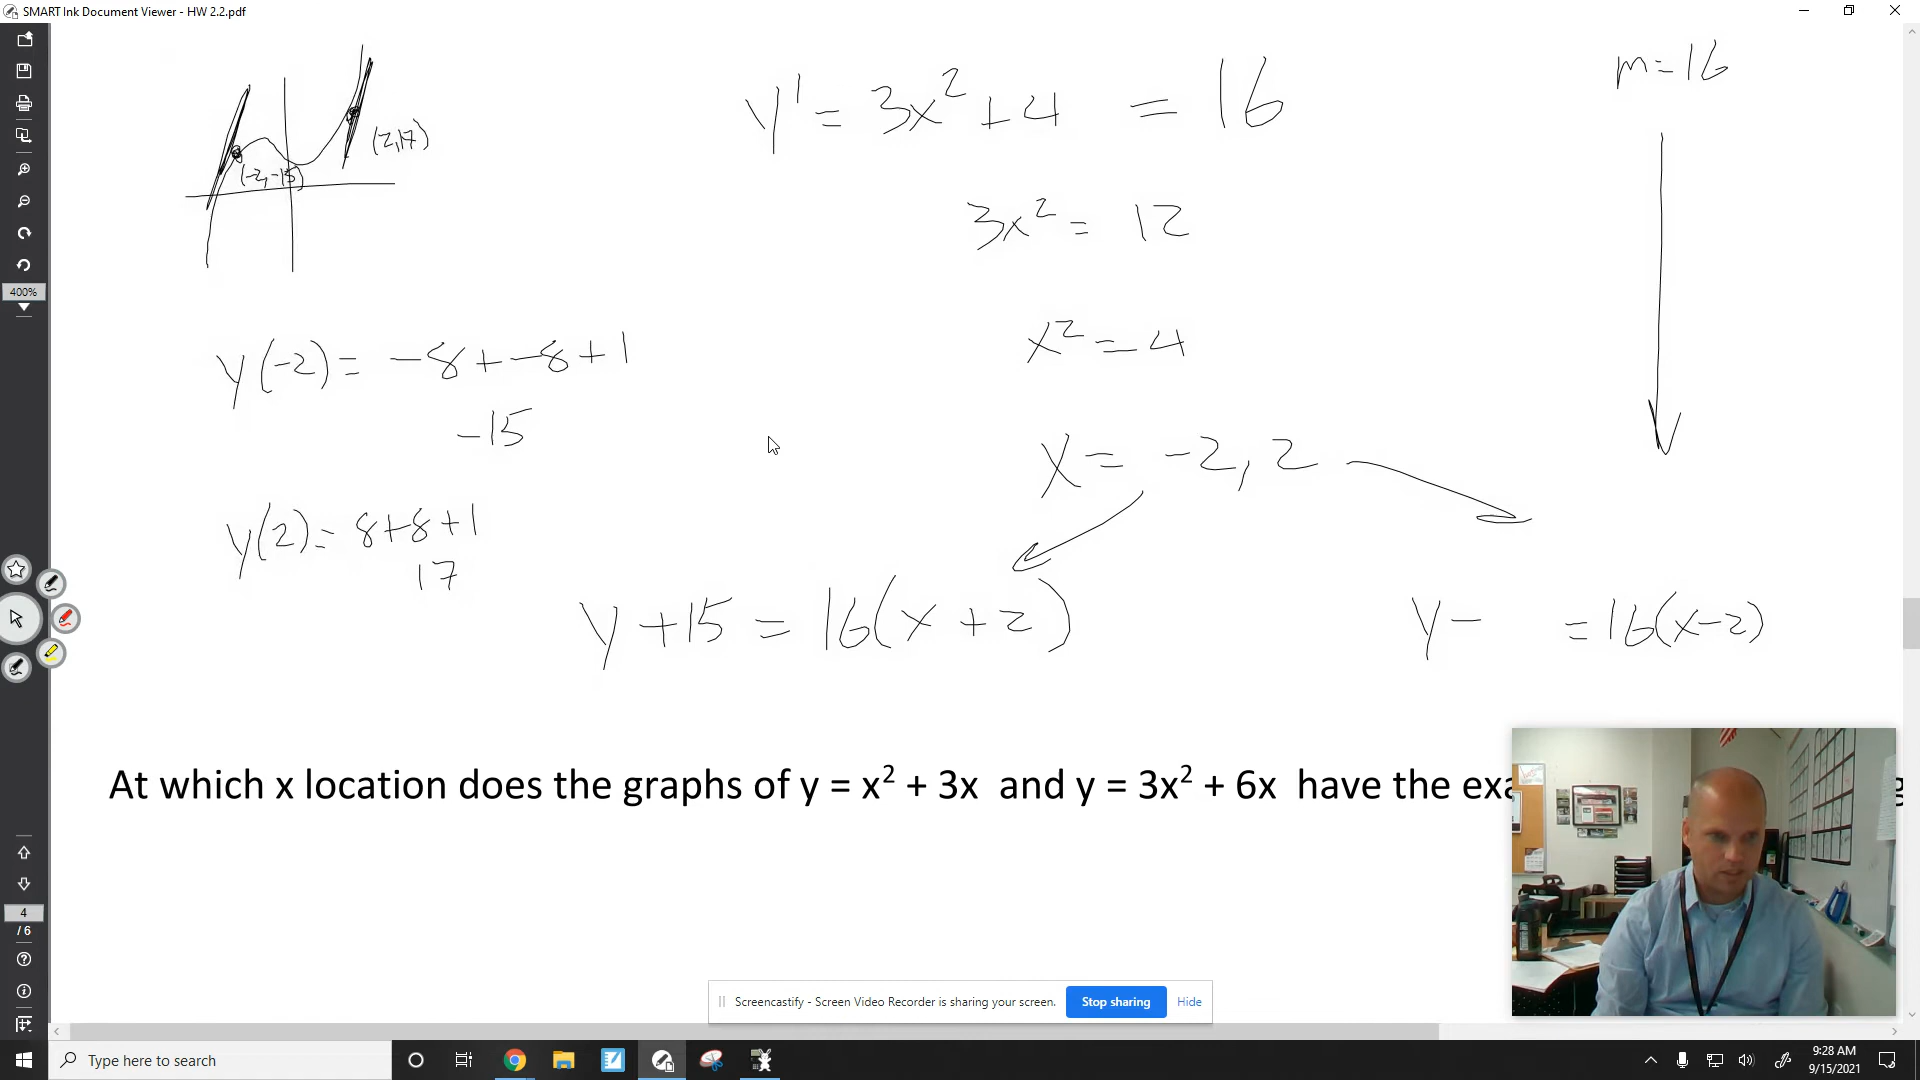 SMART Ink Document Viewer - HW 2.2.pdf
m=16
y' = 3x² + 4 = 16
(2,17)
(-2,-15)
3x² = 12
400%
x² = 4
y(-2) = -8 + -8 + 1
-15
x = -2, 2
y(2) = 8+8+1
17
y + 15 = 16(x + 2)
y - = 16(x-2)
At which x location does the graphs of y = x² + 3x and y = 3x² + 6x have the exa
4
/ 6
Screencastify - Screen Video Recorder is sharing your screen.
Stop sharing
Hide
Type here to search
9:28 AM
9/15/2021